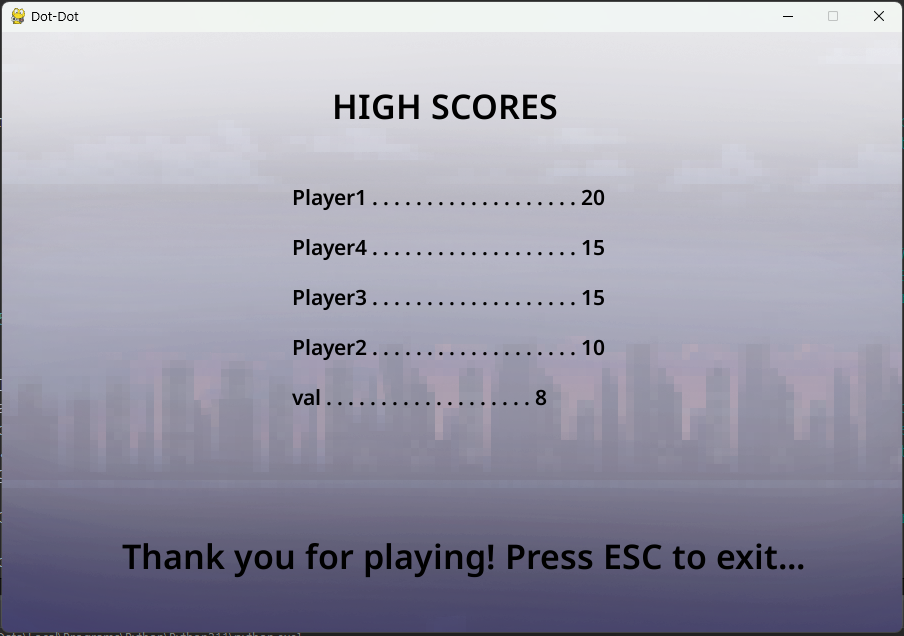 Dot-Dot
HIGH SCORES
Player1 . . . . . . . . . . . . . . . . . . . 20
Player4 . . . . . . . . . . . . . . . . . . . 15
Player3 . . . . . . . . . . . . . . . . . . . 15
Player2 . . . . . . . . . . . . . . . . . . . 10
val . . . . . . . . . . . . . . . . . . . 8
Thank you for playing! Press ESC to exit...